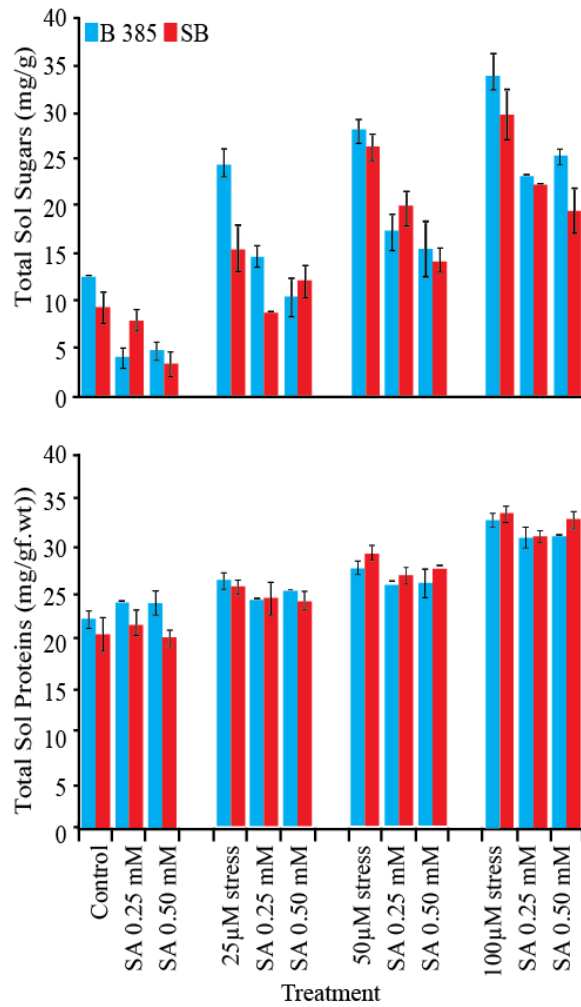 B 385 SB
Total Sol Sugars (mg/g)
40
35
30
25
20
15
10
5
0
Total Sol Proteins (mg/gf.wt))
40
35
30
25
20
15
10
5
0
Control
SA 0.25 mM
SA 0.50 mM
25µM stress
SA 0.25 mM
SA 0.50 mM
50µM stress
SA 0.25 mM
SA 0.50 mM
100µM stress
SA 0.25 mM
SA 0.50 mM
Treatment